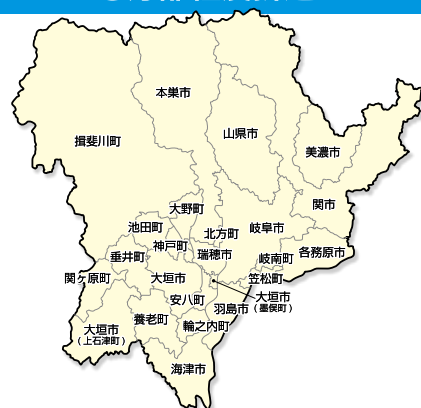 本巣市
山県市
揖斐川町
美濃市
関市
大野町
池田町
北方町
岐阜市
神戸町
瑞穂市
垂井町
岐南町
各務原市
関ヶ原町
大垣市
笠松町
安八町
大垣市
(墨俣町)
羽島市
養老町
輪之内町
大垣市
(上石津町)
海津市